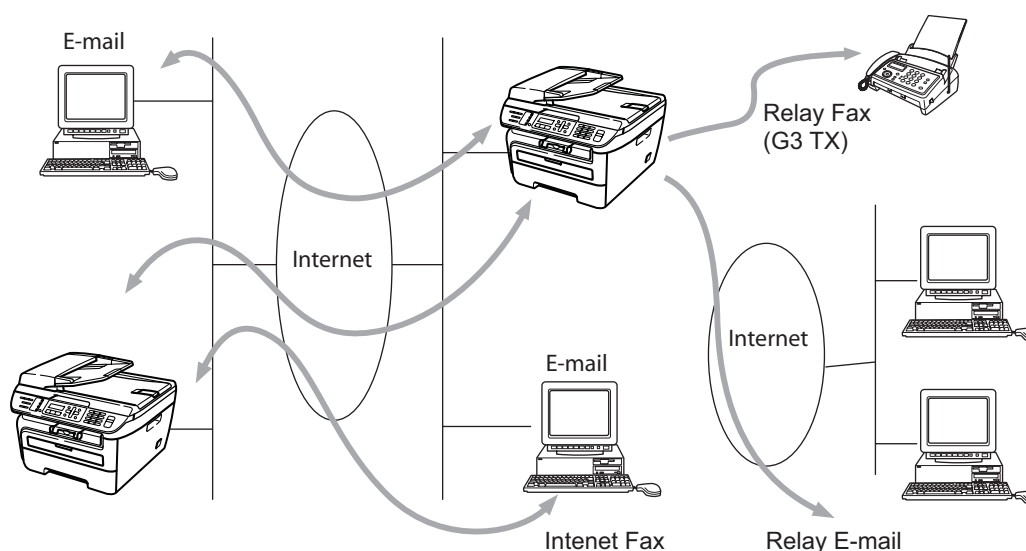 E-mail
Relay Fax
(G3 TX)
Internet
Internet
E-mail
Intenet Fax
Relay E-mail